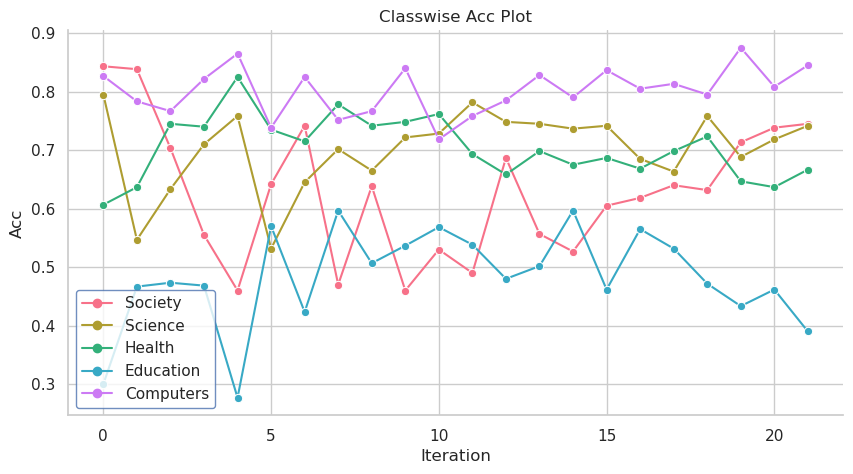 Classwise Acc Plot
0.9
0.8
0.7
0.6
0.5
0.4
0.3
Acc
Society
Science
Health
Education
Computers
0
5
10
15
20
Iteration